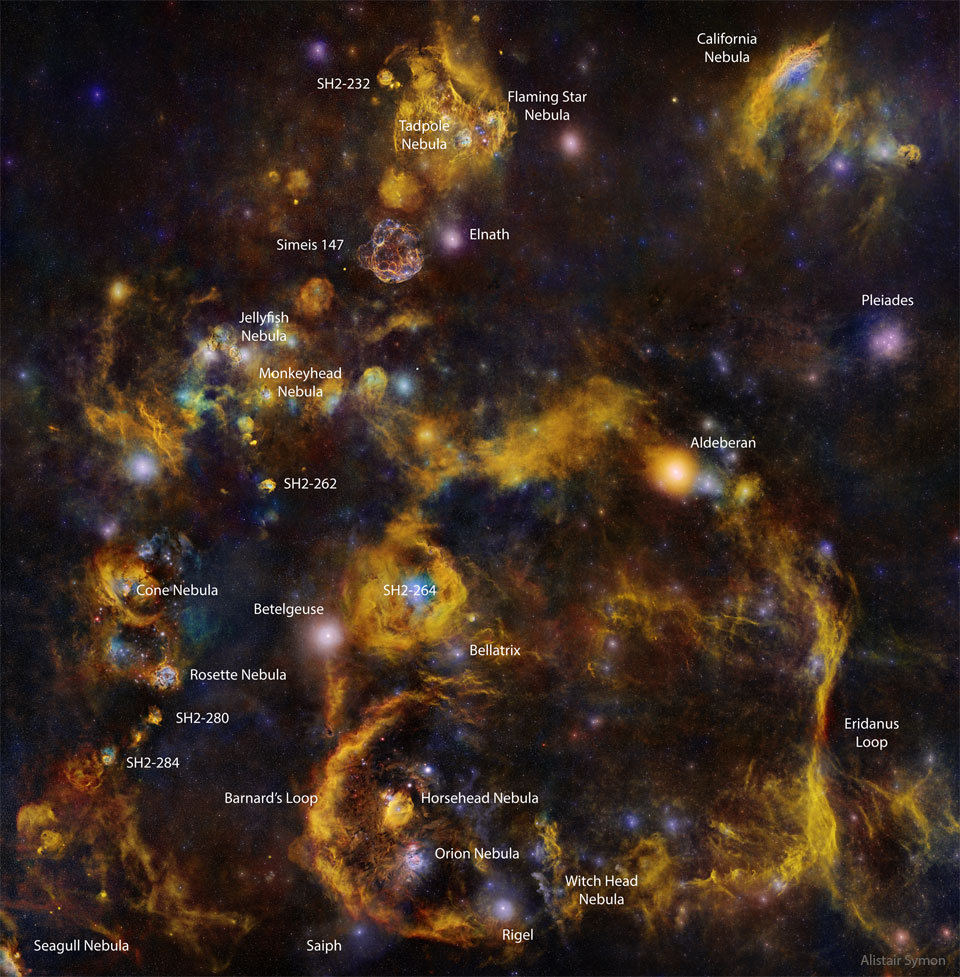 California
Nebula
SH2-232
Flaming Star
Nebula
Tadpole
Nebula
Elnath
Simeis 147
Pleiades
Jellyfish
Nebula
Monkeyhead
Nebula
Aldeberan
SH2-262
Cone Nebula
SH2-264
Betelgeuse
Bellatrix
Rosette Nebula
SH2-280
Eridanus
Loop
SH2-284
Barnard's Loop
Horsehead Nebula
Orion Nebula
Witch Head
Nebula
Rigel
Seagull Nebula
Saiph
Alistair Symon